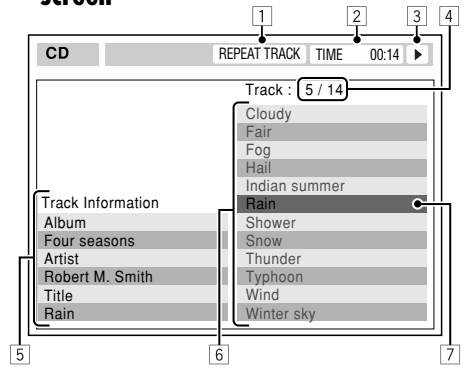 screen
1 2 3 4
CD REPEAT TRACK TIME 00:14
Track : 5 / 14
Cloudy
Fair
Fog
Hail
Indian summer
Rain
Shower
Snow
Thunder
Typhoon
Wind
Winter sky
Track Information
Album
Four seasons
Artist
Robert M. Smith
Title
Rain
5 6 7